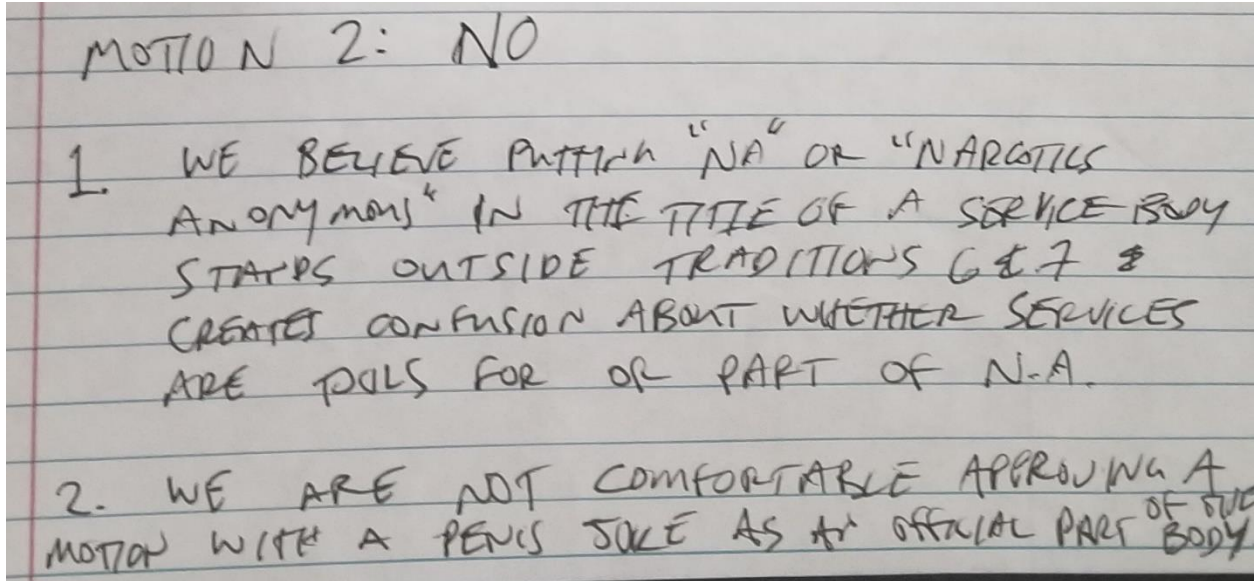 MOTION 2: NO
1. WE BELIEVE PUTTING "NA" OR "NARCOTICS
ANONYMOUS" IN THE TITLE OF A SERVICE BODY
STANDS OUTSIDE TRADITIONS 6 & 7 &
CREATES CONFUSION ABOUT WHETHER SERVICES
ARE TOOLS FOR OR PART OF N.A.
2. WE ARE NOT COMFORTABLE APPROVING A
MOTION WITH A PENIS JOKE AS AN OFFICIAL PART OF OUR
BODY